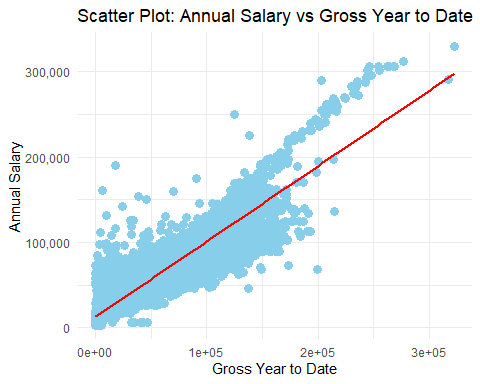 Scatter Plot: Annual Salary vs Gross Year to Date
Annual Salary
300,000
200,000
100,000
0
0e+00 1e+05 2e+05 3e+05
Gross Year to Date